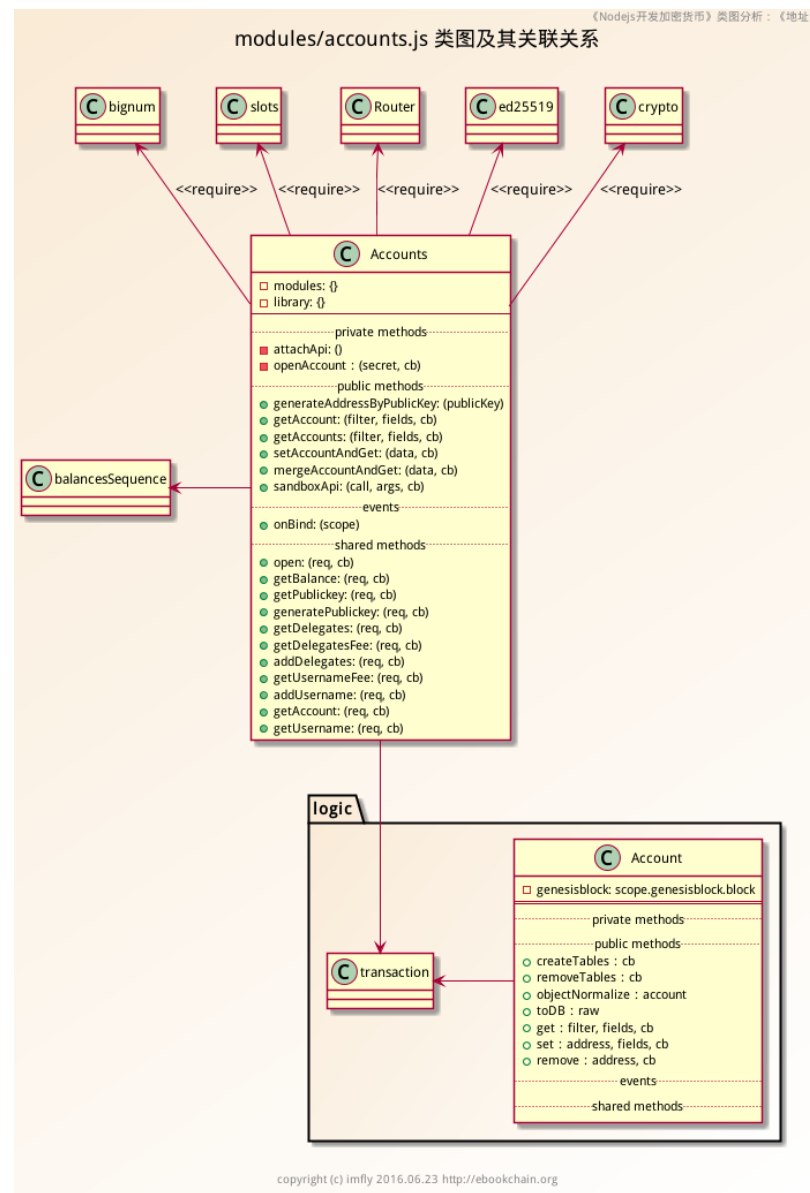 《Nodejs开发加密货币》类图分析：《地址
modules/accounts.js 类图及其关联关系
C bignum
C slots
C Router
C ed25519
C crypto
<<require>>
<<require>>
<<require>>
<<require>>
<<require>>
C Accounts
modules: {}
library: {}
private methods
attachApi: ()
openAccount : (secret, cb)
public methods
generateAddressByPublicKey: (publicKey)
getAccount: (filter, fields, cb)
getAccounts: (filter, fields, cb)
setAccountAndGet: (data, cb)
mergeAccountAndGet: (data, cb)
sandboxApi: (call, args, cb)
events
onBind: (scope)
shared methods
open: (req, cb)
getBalance: (req, cb)
getPublickey: (req, cb)
generatePublickey: (req, cb)
getDelegates: (req, cb)
getDelegatesFee: (req, cb)
addDelegates: (req, cb)
getUsernameFee: (req, cb)
addUsername: (req, cb)
getAccount: (req, cb)
getUsername: (req, cb)
C balancesSequence
logic
C Account
genesisblock: scope.genesisblock.block
private methods
public methods
createTables : cb
removeTables : cb
objectNormalize : account
toDB : raw
get : filter, fields, cb
set : address, fields, cb
remove : address, cb
events
shared methods
C transaction
copyright (c) imfly 2016.06.23 http://ebookchain.org